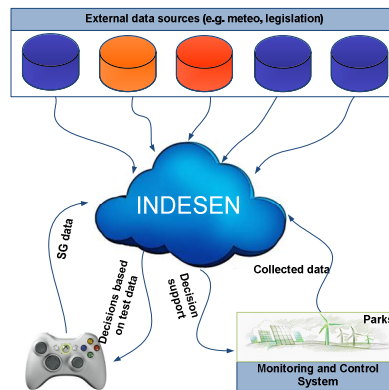 External data sources (e.g. meteo, legislation)
INDESEN
SG data
Decisions based
on test data
Decision
support
Collected data
Parks
Monitoring and Control
System